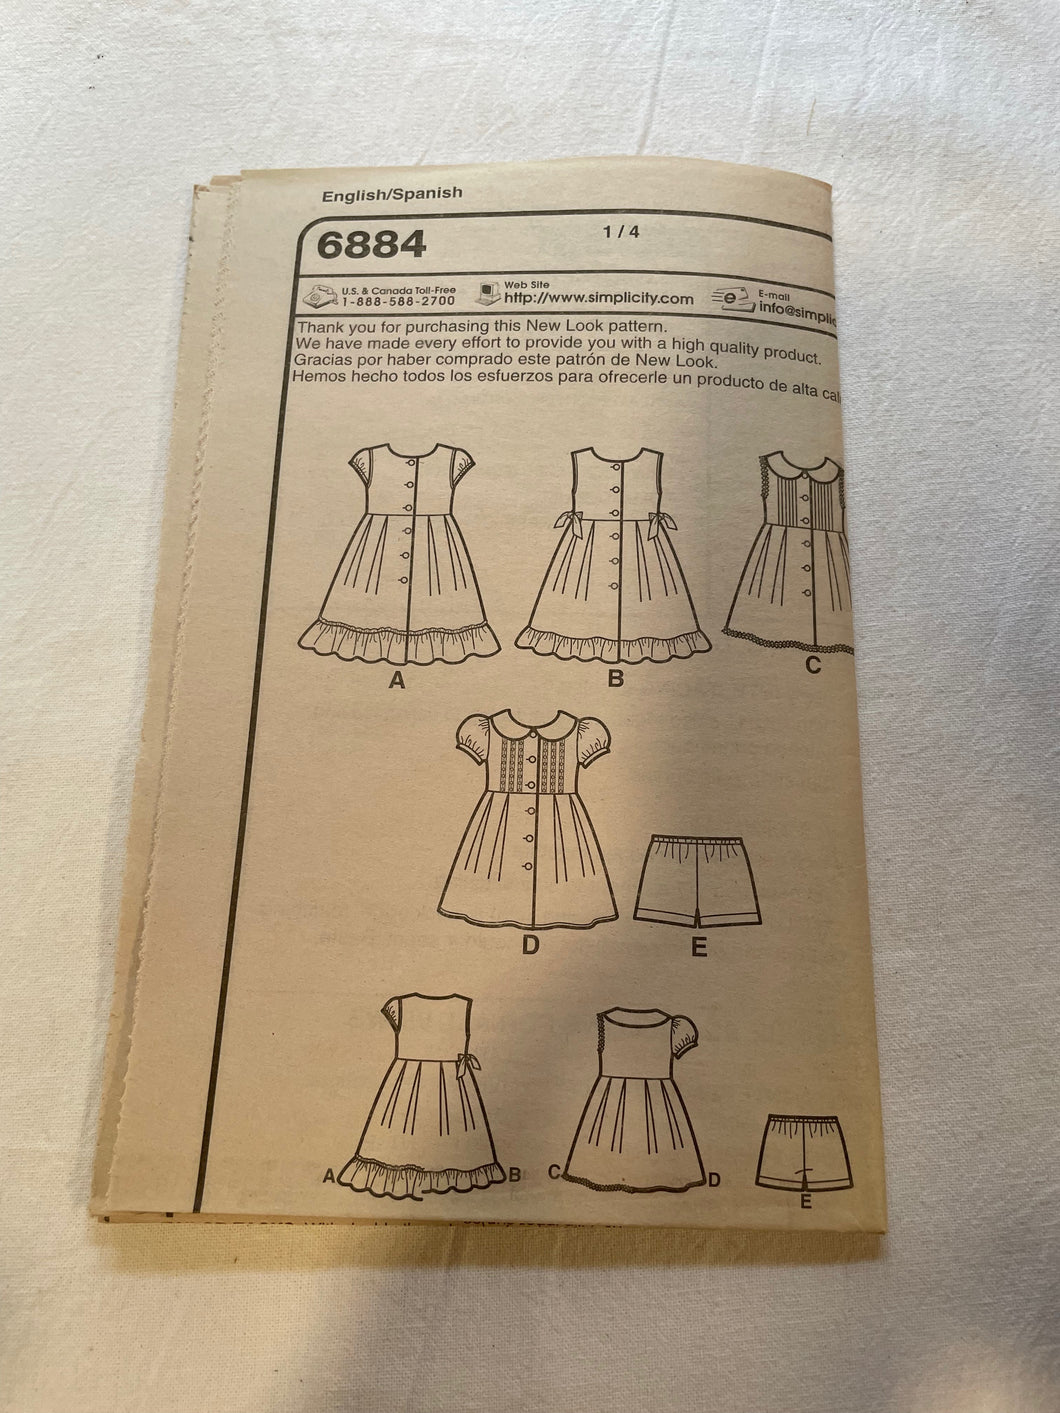 English/Spanish
6884
1 / 4
U.S. & Canada Toll-Free
1-888-588-2700
Web Site
http://www.simplicity.com
E-mail
info@simplic
Thank you for purchasing this New Look pattern.
We have made every effort to provide you with a high quality product.
Gracias por haber comprado este patrón de New Look.
Hemos hecho todos los esfuerzos para ofrecerle un producto de alta cal
A
B
C
D
E
A
B
C
D
E